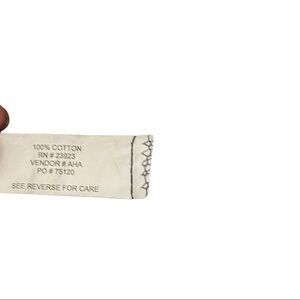 100% COTTON
RN # 23923
VENDOR # AHA
PO # 75120
SEE REVERSE FOR CARE